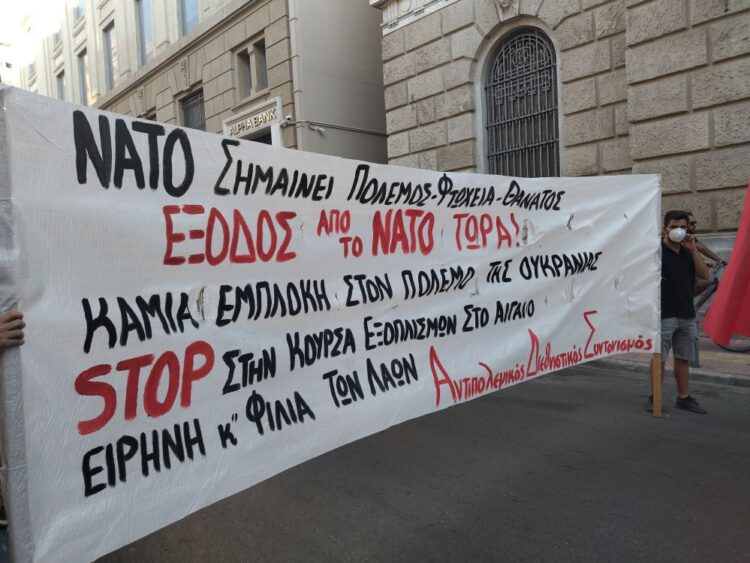 ALPHA BANK
ΝΑΤΟ ΣΗΜΑΙΝΕΙ ΠΟΛΕΜΟΣ-ΦΤΩΧΕΙΑ-ΘΑΝΑΤΟΣ
ΕΞΟΔΟΣ ΑΠΟ ΤΟ ΝΑΤΟ ΤΩΡΑ!
ΚΑΜΙΑ ΕΜΠΛΟΚΗ ΣΤΟΝ ΠΟΛΕΜΟ ΤΗΣ ΟΥΚΡΑΝΙΑΣ
STOP ΣΤΗΝ ΚΟΥΡΣΑ ΕΞΟΠΛΙΣΜΩΝ ΣΤΟ ΑΙΓΑΙΟ
ΕΙΡΗΝΗ κ" ΦΙΛΙΑ ΤΩΝ ΛΑΩΝ
Αντιπολεμικός Διεθνιστικός Συντονισμός